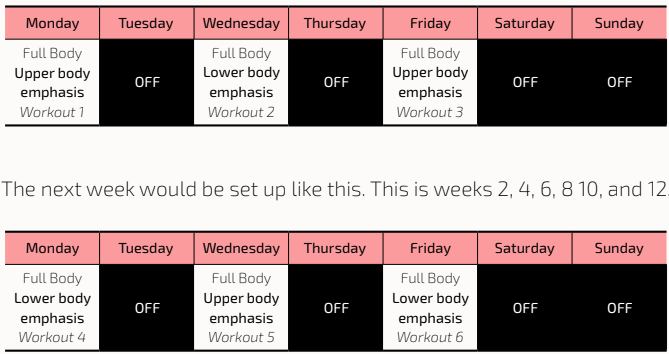 Monday Tuesday Wednesday Thursday Friday Saturday Sunday
Full Body Full Body Full Body
Upper body Lower body Upper body
emphasis OFF emphasis OFF emphasis OFF OFF
Workout 1 Workout 2 Workout 3
The next week would be set up like this. This is weeks 2, 4, 6, 8 10, and 12.
Monday Tuesday Wednesday Thursday Friday Saturday Sunday
Full Body Full Body Full Body
Lower body Upper body Lower body
emphasis OFF emphasis OFF emphasis OFF OFF
Workout 4 Workout 5 Workout 6